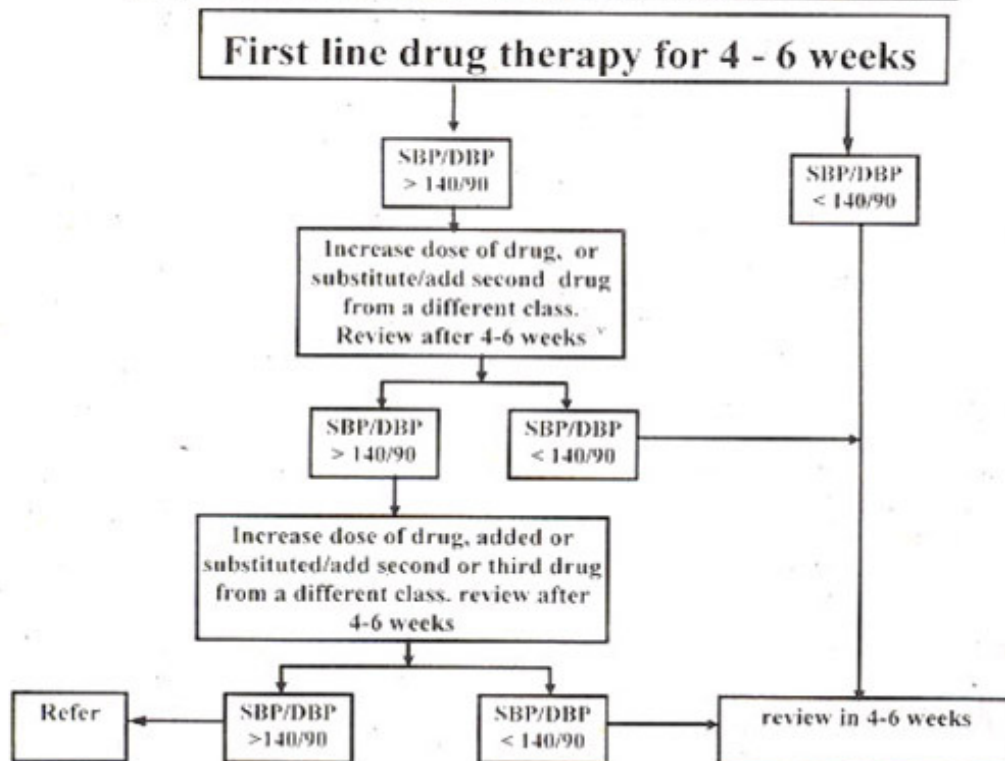 First line drug therapy for 4 - 6 weeks
SBP/DBP
> 140/90
SBP/DBP
< 140/90
Increase dose of drug, or
substitute/add second drug
from a different class.
Review after 4-6 weeks
SBP/DBP
> 140/90
SBP/DBP
< 140/90
Increase dose of drug, added or
substituted/add second or third drug
from a different class. review after
4-6 weeks
Refer
SBP/DBP
>140/90
SBP/DBP
< 140/90
review in 4-6 weeks